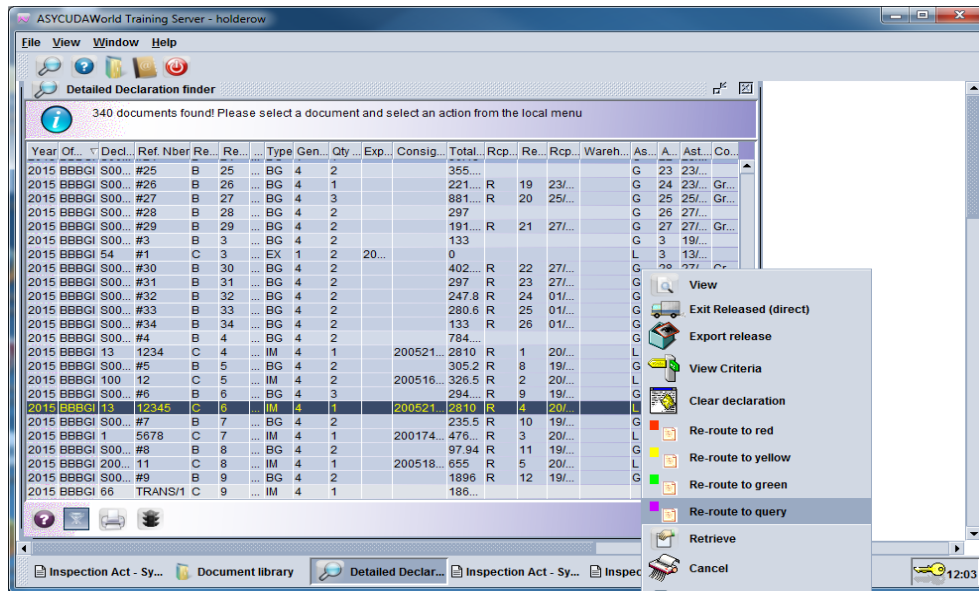 ASYCUDAWorld Training Server - holderow
File View Window Help
Detailed Declaration finder
340 documents found! Please select a document and select an action from the local menu
Year Of... Decl... Ref. Nber Re... Re... ... Type Gen... Qty... Exp... Consig... Total... Rcp... Re... Rcp... Wareh... As... A... Ast... Co...
2015 BBBGI S00... #25 B 25 ... BG 4 2 355.... G 23 23/...
2015 BBBGI S00... #26 B 26 ... BG 4 1 221.... R 19 23/... G 24 23/... Gr...
2015 BBBGI S00... #27 B 27 ... BG 4 3 881.... R 20 25/... G 25 25/... Gr...
2015 BBBGI S00... #28 B 28 ... BG 4 2 297 G 26 27/...
2015 BBBGI S00... #29 B 29 ... BG 4 2 191.... R 21 27/... G 27 27/... Gr...
2015 BBBGI S00... #3 B 3 ... BG 4 2 133 G 3 19/...
2015 BBBGI 54 #1 C 3 ... EX 1 2 20... 0 L 3 13/...
2015 BBBGI S00... #30 B 30 ... BG 4 2 402.... R 22 27/... G
2015 BBBGI S00... #31 B 31 ... BG 4 2 297 R 23 27/... G
2015 BBBGI S00... #32 B 32 ... BG 4 2 247.8 R 24 01/... G
2015 BBBGI S00... #33 B 33 ... BG 4 2 280.6 R 25 01/... G
2015 BBBGI S00... #34 B 34 ... BG 4 2 133 R 26 01/... G
2015 BBBGI S00... #4 B 4 ... BG 4 2 784.... G
2015 BBBGI 13 1234 C 4 ... IM 4 1 200521... 2810 R 1 20/... L
2015 BBBGI S00... #5 B 5 ... BG 4 2 305.2 R 8 19/... G
2015 BBBGI 100 12 C 5 ... IM 4 2 200516... 326.5 R 2 20/... L
2015 BBBGI S00... #6 B 6 ... BG 4 3 294.... R 9 19/... G
2015 BBBGI 13 12345 C 6 ... IM 4 1 200521... 2810 R 4 20/... L
2015 BBBGI S00... #7 B 7 ... BG 4 2 235.5 R 10 19/... G
2015 BBBGI 1 5678 C 7 ... IM 4 1 200174... 476... R 3 20/... L
2015 BBBGI S00... #8 B 8 ... BG 4 2 97.94 R 11 19/... G
2015 BBBGI 200... 11 C 8 ... IM 4 1 200518... 655 R 5 20/... L
2015 BBBGI S00... #9 B 9 ... BG 4 2 1896 R 12 19/... G
2015 BBBGI 66 TRANS/1 C 9 ... IM 4 1 186...
View
Exit Released (direct)
Export release
View Criteria
Clear declaration
Re-route to red
Re-route to yellow
Re-route to green
Re-route to query
Retrieve
Cancel
Inspection Act - Sy... Document library Detailed Declar... Inspection Act - Sy... Inspec
12:03